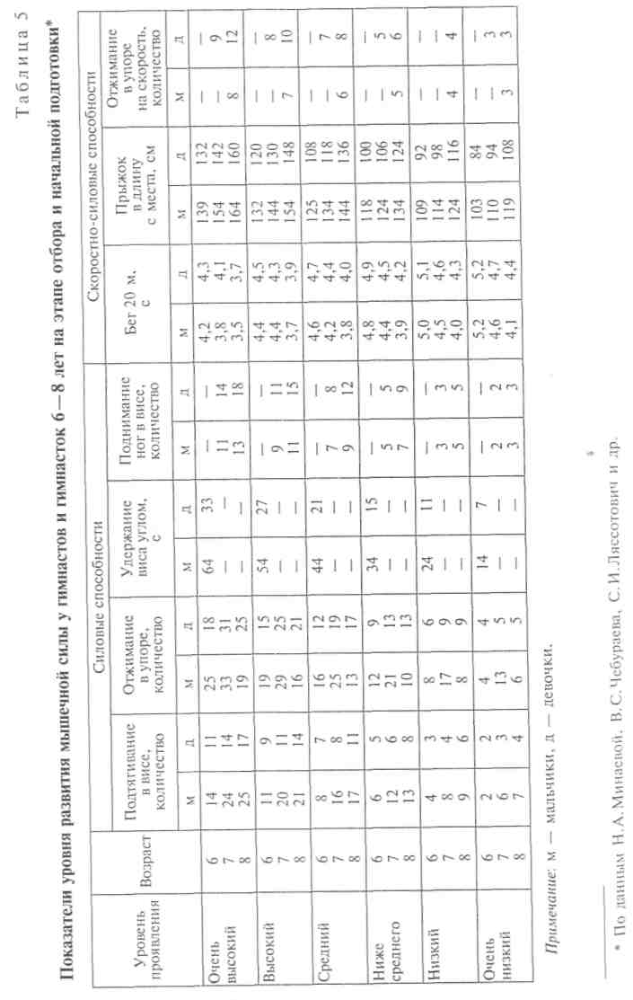 Таблица 5
Показатели уровня развития мышечной силы у гимнастов и гимнасток 6—8 лет на этапе отбора и начальной подготовки*
Уровень проявления | Возраст | Силовые способности | Скоростно-силовые способности
Подтягивание в висе, количество | Отжимание в упоре, количество | Удержание виса углом, с | Поднимание ног в висе, количество | Бег 20 м, с | Прыжок в длину с места, см | Отжимание в упоре на скорость, количество
м | д | м | д | м | д | м | д | м | д | м | д | м | д
Очень высокий | 6 | 14 | 11 | 25 | 18 | 64 | 33 | — | — | 4,2 | 4,3 | 139 | 132 | — | —
7 | 24 | 14 | 33 | 31 | — | — | 11 | 14 | 3,8 | 4,1 | 154 | 142 | — | 9
8 | 25 | 17 | 19 | 25 | — | — | 13 | 18 | 3,5 | 3,7 | 164 | 160 | 8 | 12
Высокий | 6 | 11 | 9 | 19 | 15 | 54 | 27 | — | — | 4,4 | 4,5 | 132 | 120 | — | —
7 | 20 | 11 | 29 | 25 | — | — | 9 | 11 | 4,4 | 4,3 | 144 | 130 | — | 8
8 | 21 | 14 | 16 | 21 | — | — | 11 | 15 | 3,7 | 3,9 | 154 | 148 | 7 | 10
Средний | 6 | 8 | 7 | 16 | 12 | 44 | 21 | — | — | 4,6 | 4,7 | 125 | 108 | — | —
7 | 16 | 8 | 25 | 19 | — | — | 7 | 8 | 4,2 | 4,4 | 134 | 118 | — | 7
8 | 17 | 11 | 13 | 17 | — | — | 9 | 12 | 3,8 | 4,0 | 144 | 136 | 6 | 8
Ниже среднего | 6 | 6 | 5 | 12 | 9 | 34 | 15 | — | — | 4,8 | 4,9 | 118 | 100 | — | —
7 | 12 | 6 | 21 | 13 | — | — | 5 | 5 | 4,4 | 4,5 | 124 | 106 | — | 5
8 | 13 | 8 | 10 | 13 | — | — | 7 | 9 | 3,9 | 4,2 | 134 | 124 | 5 | 6
Низкий | 6 | 4 | 3 | 8 | 6 | 24 | 11 | — | — | 5,0 | 5,1 | 109 | 92 | — | —
7 | 8 | 4 | 17 | 9 | — | — | 3 | 3 | 4,5 | 4,6 | 114 | 98 | — | —
8 | 9 | 6 | 8 | 9 | — | — | 5 | 5 | 4,0 | 4,3 | 124 | 116 | 4 | 4
Очень низкий | 6 | 2 | 2 | 4 | 4 | 14 | 7 | — | — | 5,2 | 5,2 | 103 | 84 | — | —
7 | 6 | 3 | 13 | 5 | — | — | 2 | 2 | 4,6 | 4,7 | 110 | 94 | — | 3
8 | 7 | 4 | 6 | 5 | — | — | 3 | 3 | 4,1 | 4,4 | 119 | 108 | 3 | 3
Примечание: м — мальчики, д — девочки.
* По данным Н.А.Минаевой, В.С.Чебураева, С.И.Ляссотович и др.